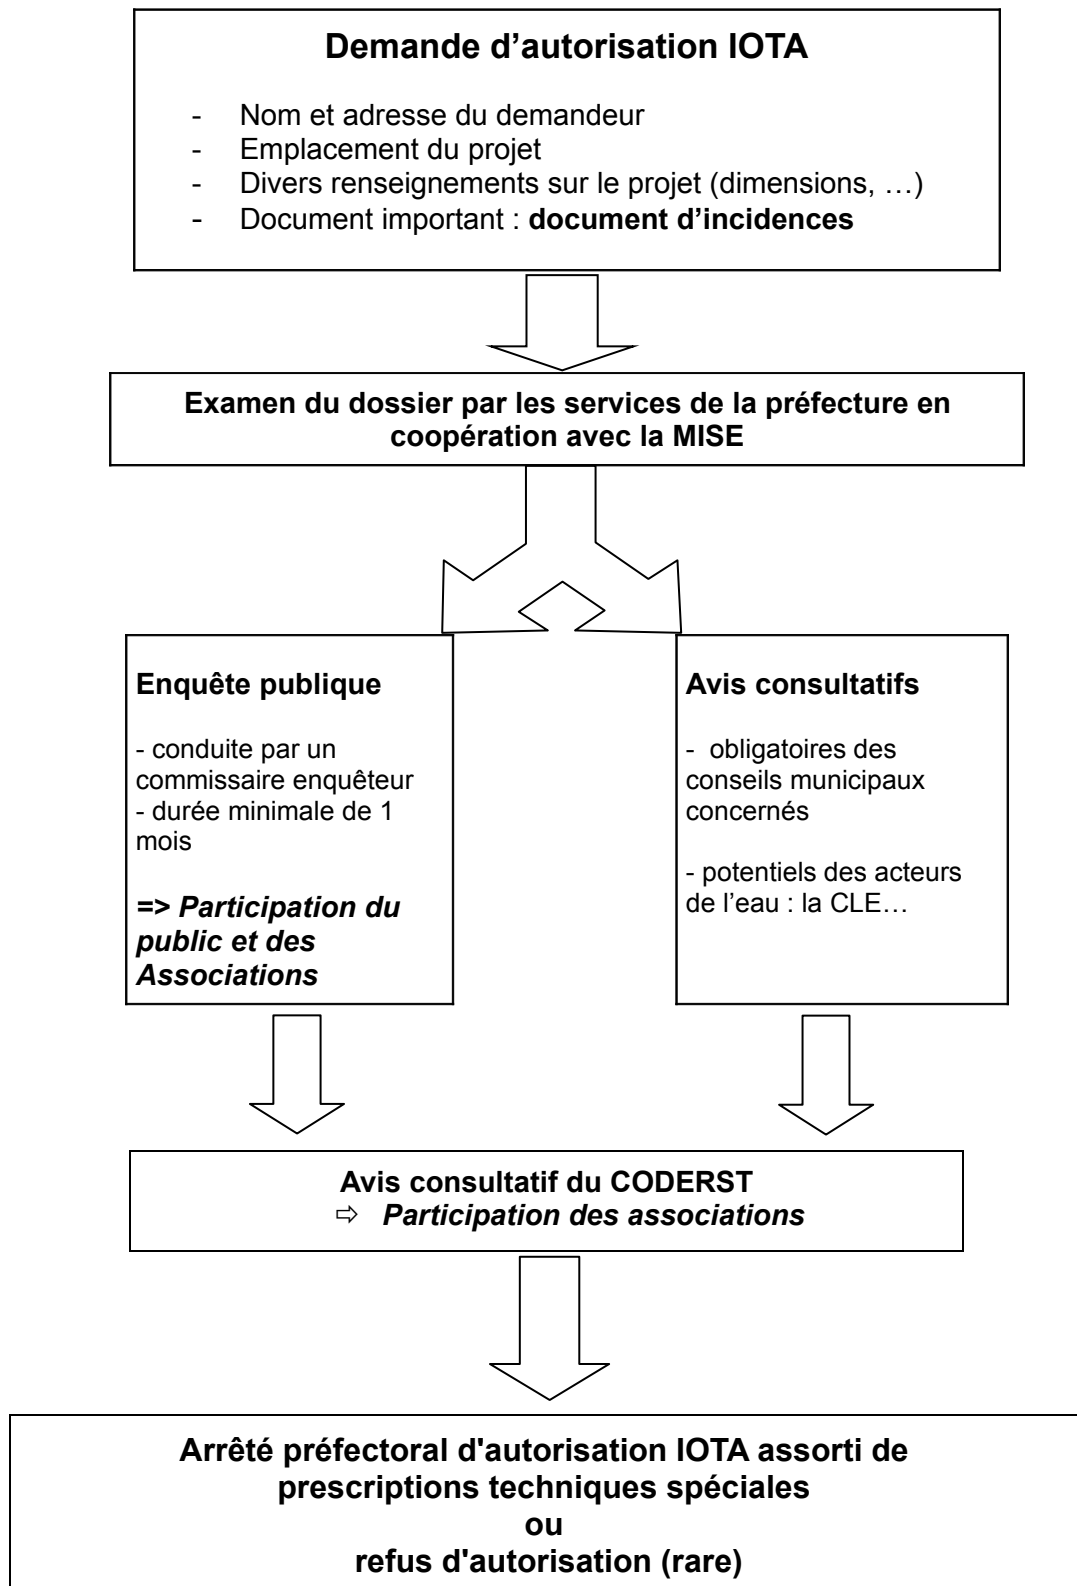 Demande d’autorisation IOTA
- Nom et adresse du demandeur
- Emplacement du projet
- Divers renseignements sur le projet (dimensions, …)
- Document important : document d’incidences
Examen du dossier par les services de la préfecture en
coopération avec la MISE
Enquête publique
- conduite par un
commissaire enquêteur
- durée minimale de 1
mois
=> Participation du
public et des
Associations
Avis consultatifs
- obligatoires des
conseils municipaux
concernés
- potentiels des acteurs
de l’eau : la CLE…
Avis consultatif du CODERST
⇨ Participation des associations
Arrêté préfectoral d'autorisation IOTA assorti de
prescriptions techniques spéciales
ou
refus d'autorisation (rare)